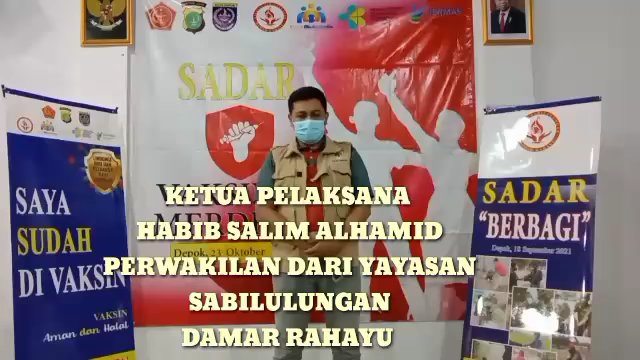 SADAR
KETUA PELAKSANA
HABIB SALIM ALHAMID
PERWAKILAN DARI YAYASAN
SABILULUNGAN
DAMAR RAHAYU
Depok, 23 Oktober
SAYA
SUDAH
DI VAKSIN
VAKSIN
Aman dan Halal
SADAR
"BERBAGI"
Depok, 18 September 2021